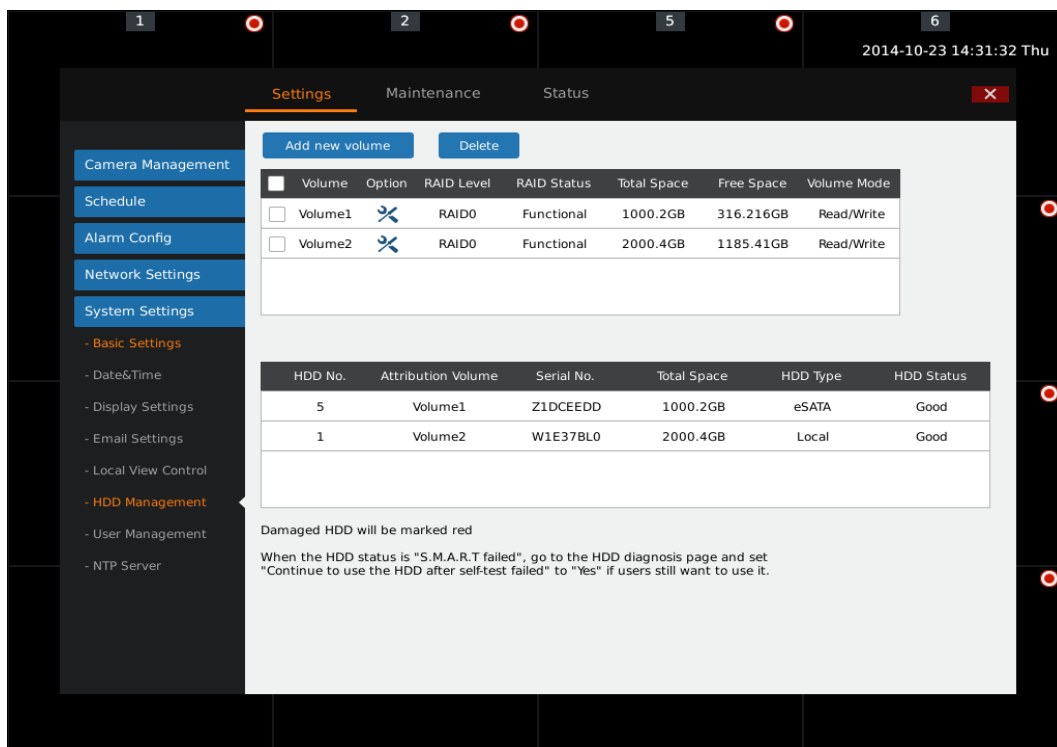 1 2 5 6
2014-10-23 14:31:32 Thu
Settings Maintenance Status
Camera Management
Schedule
Alarm Config
Network Settings
System Settings
- Basic Settings
- Date&Time
- Display Settings
- Email Settings
- Local View Control
- HDD Management
- User Management
- NTP Server
Add new volume Delete
Volume Option RAID Level RAID Status Total Space Free Space Volume Mode
Volume1 RAID0 Functional 1000.2GB 316.216GB Read/Write
Volume2 RAID0 Functional 2000.4GB 1185.41GB Read/Write
HDD No. Attribution Volume Serial No. Total Space HDD Type HDD Status
5 Volume1 Z1DCEEDD 1000.2GB eSATA Good
1 Volume2 W1E37BL0 2000.4GB Local Good
Damaged HDD will be marked red
When the HDD status is "S.M.A.R.T failed", go to the HDD diagnosis page and set
"Continue to use the HDD after self-test failed" to "Yes" if users still want to use it.